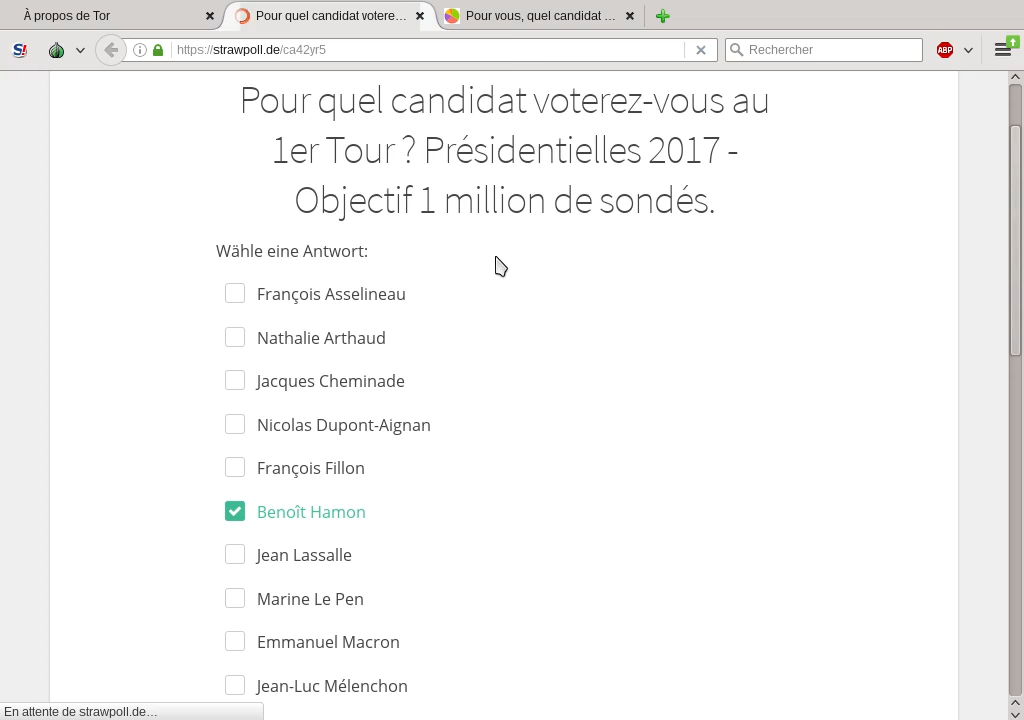 À propos de Tor
Pour quel candidat votere...
Pour vous, quel candidat ...
S!
https://strawpoll.de/ca42yr5
Rechercher
ABP
Pour quel candidat voterez-vous au
1er Tour ? Présidentielles 2017 -
Objectif 1 million de sondés.
Wähle eine Antwort:
François Asselineau
Nathalie Arthaud
Jacques Cheminade
Nicolas Dupont-Aignan
François Fillon
Benoît Hamon
Jean Lassalle
Marine Le Pen
Emmanuel Macron
Jean-Luc Mélenchon
En attente de strawpoll.de…